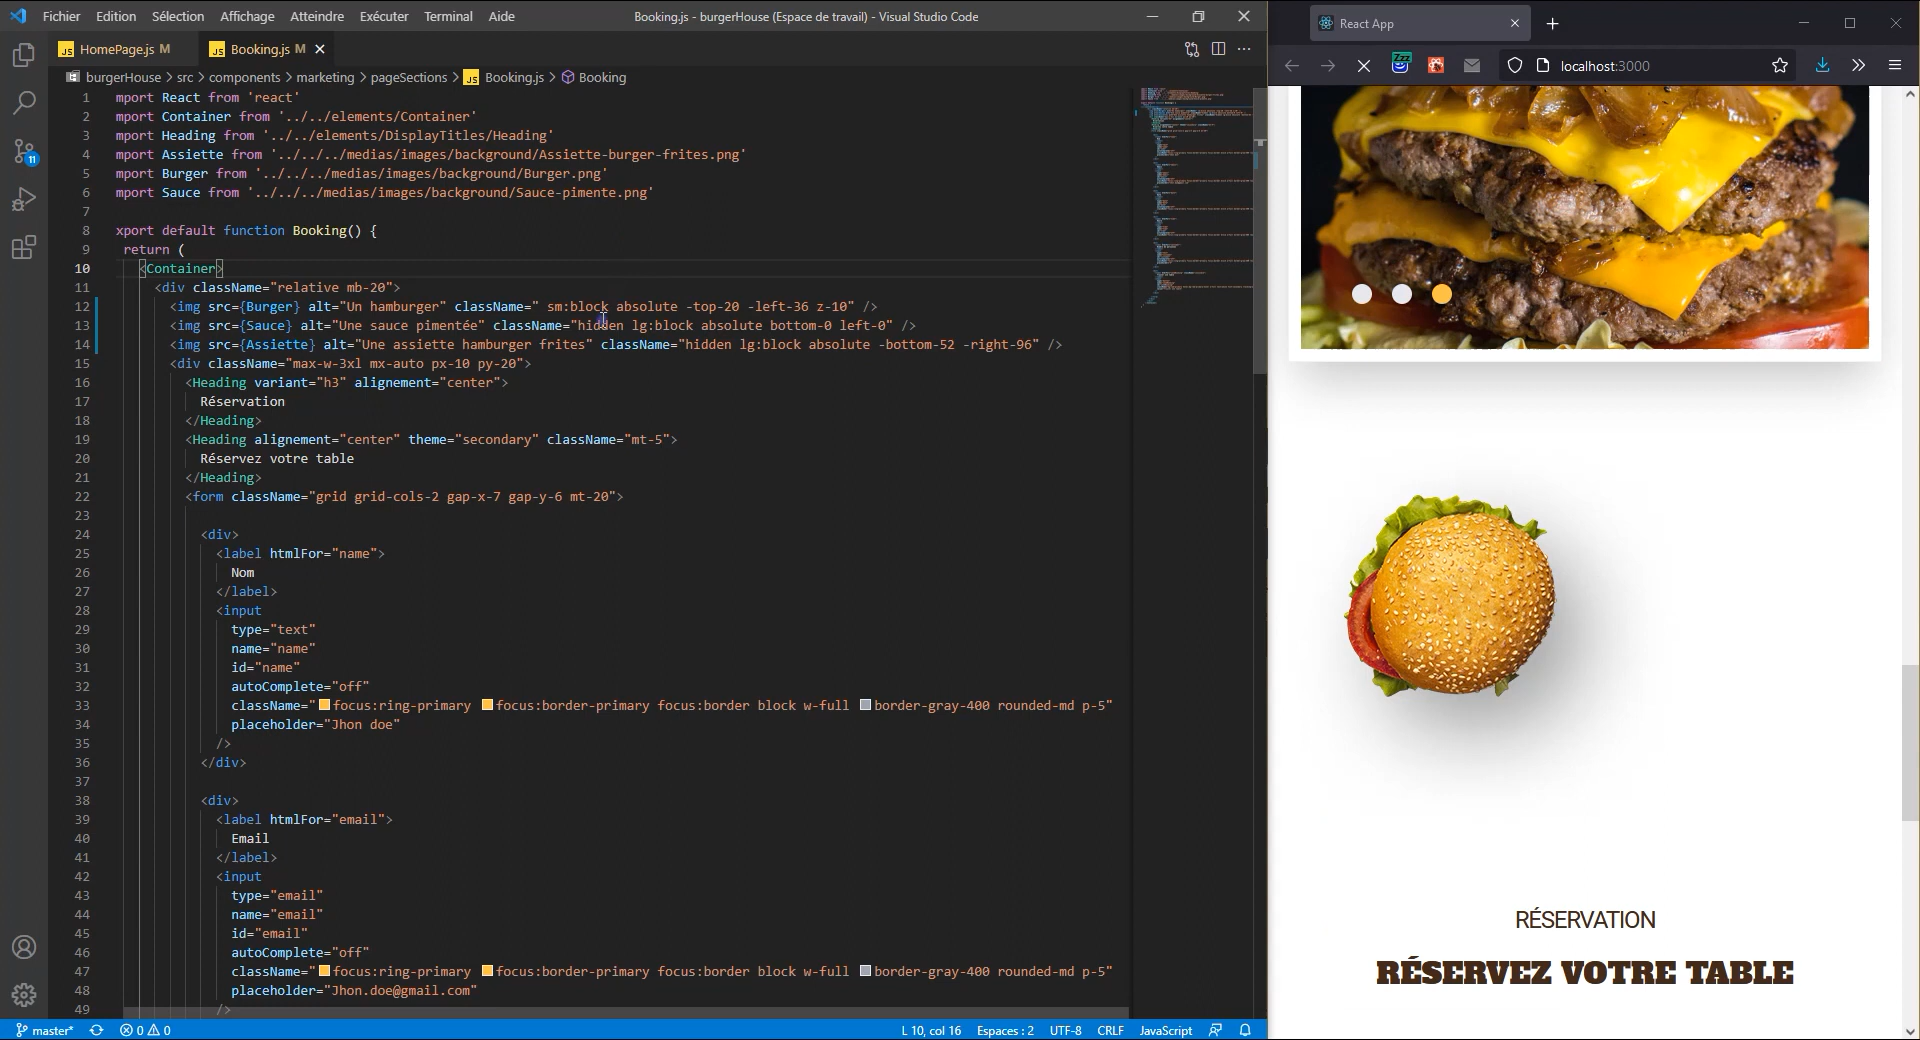 Fichier Edition Sélection Affichage Atteindre Exécuter Terminal Aide
Booking.js - burgerHouse (Espace de travail) - Visual Studio Code
JS HomePage.js M
JS Booking.js M
burgerHouse > src > components > marketing > pageSections > JS Booking.js > Booking
1 mport React from 'react'
2 mport Container from '../../elements/Container'
3 mport Heading from '../../elements/DisplayTitles/Heading'
4 mport Assiette from '../../../medias/images/background/Assiette-burger-frites.png'
5 mport Burger from '../../../medias/images/background/Burger.png'
6 mport Sauce from '../../../medias/images/background/Sauce-pimente.png'
7
8 xport default function Booking() {
9 return (
10 <Container>
11 <div className="relative mb-20">
12 <img src={Burger} alt="Un hamburger" className=" sm:block absolute -top-20 -left-36 z-10" />
13 <img src={Sauce} alt="Une sauce pimentée" className="hidden lg:block absolute bottom-0 left-0" />
14 <img src={Assiette} alt="Une assiette hamburger frites" className="hidden lg:block absolute -bottom-52 -right-96" />
15 <div className="max-w-3xl mx-auto px-10 py-20">
16 <Heading variant="h3" alignement="center">
17 Réservation
18 </Heading>
19 <Heading alignement="center" theme="secondary" className="mt-5">
20 Réservez votre table
21 </Heading>
22 <form className="grid grid-cols-2 gap-x-7 gap-y-6 mt-20">
23
24 <div>
25 <label htmlFor="name">
26 Nom
27 </label>
28 <input
29 type="text"
30 name="name"
31 id="name"
32 autoComplete="off"
33 className="focus:ring-primary focus:border-primary focus:border block w-full border-gray-400 rounded-md p-5"
34 placeholder="Jhon doe"
35 />
36 </div>
37
38 <div>
39 <label htmlFor="email">
40 Email
41 </label>
42 <input
43 type="email"
44 name="email"
45 id="email"
46 autoComplete="off"
47 className="focus:ring-primary focus:border-primary focus:border block w-full border-gray-400 rounded-md p-5"
48 placeholder="Jhon.doe@gmail.com"
49 />
11
master* 0 0
L 10, col 16 Espaces : 2 UTF-8 CRLF JavaScript
React App
Zzz
localhost:3000
RÉSERVATION
RÉSERVEZ VOTRE TABLE